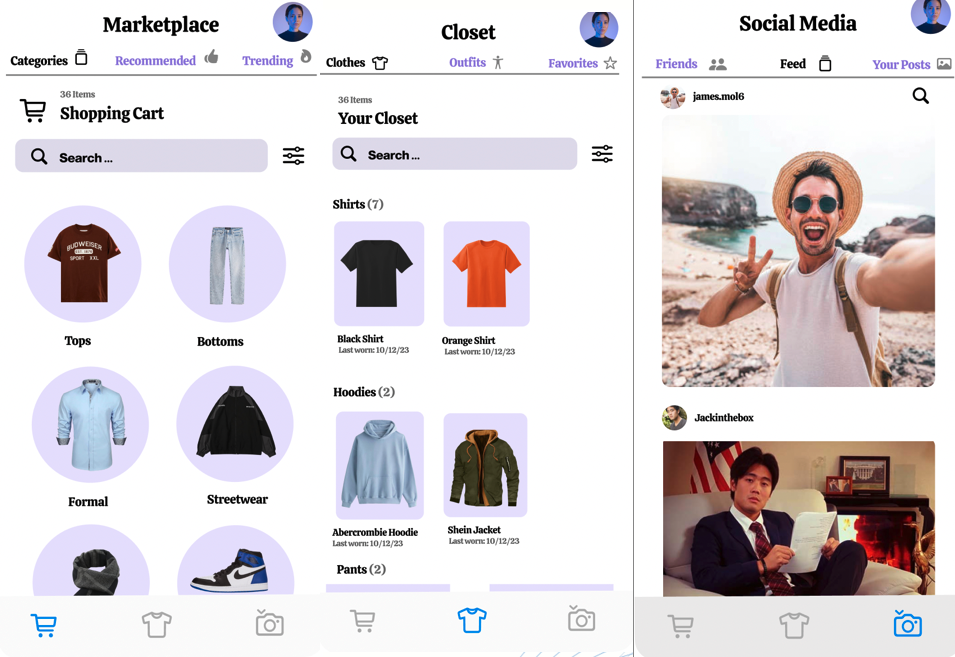 Marketplace
Categories
Recommended
Trending
36 Items
Shopping Cart
Search ...
BUDWEISER
SPORT XXL
Tops
Bottoms
Formal
Streetwear
Closet
Clothes
Outfits
Favorites
36 Items
Your Closet
Search ...
Shirts (7)
Black Shirt
Last worn: 10/12/23
Orange Shirt
Last worn: 10/12/23
Hoodies (2)
Abercrombie Hoodie
Last worn: 10/12/23
Shein Jacket
Last worn: 10/12/23
Pants (2)
Social Media
Friends
Feed
Your Posts
james.mol6
Jackinthebox